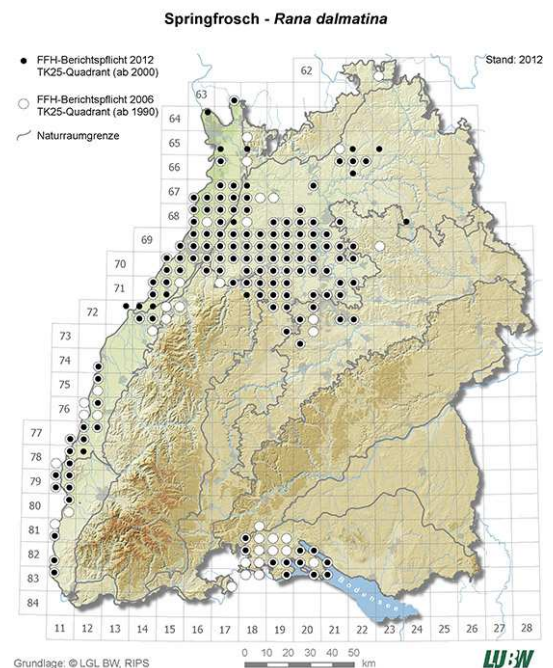 Springfrosch - Rana dalmatina
FFH-Berichtspflicht 2012
TK25-Quadrant (ab 2000)
FFH-Berichtspflicht 2006
TK25-Quadrant (ab 1990)
Naturraumgrenze
Stand: 2012
62
63
64
65
66
67
68
69
70
71
72
73
74
75
76
77
78
79
80
81
82
83
84
Bodensee
11 12 13 14 15 16 17 18 19 20 21 22 23 24 25 26 27 28
Grundlage: © LGL BW, RIPS
0 10 20 30 40 50
km
LUBW